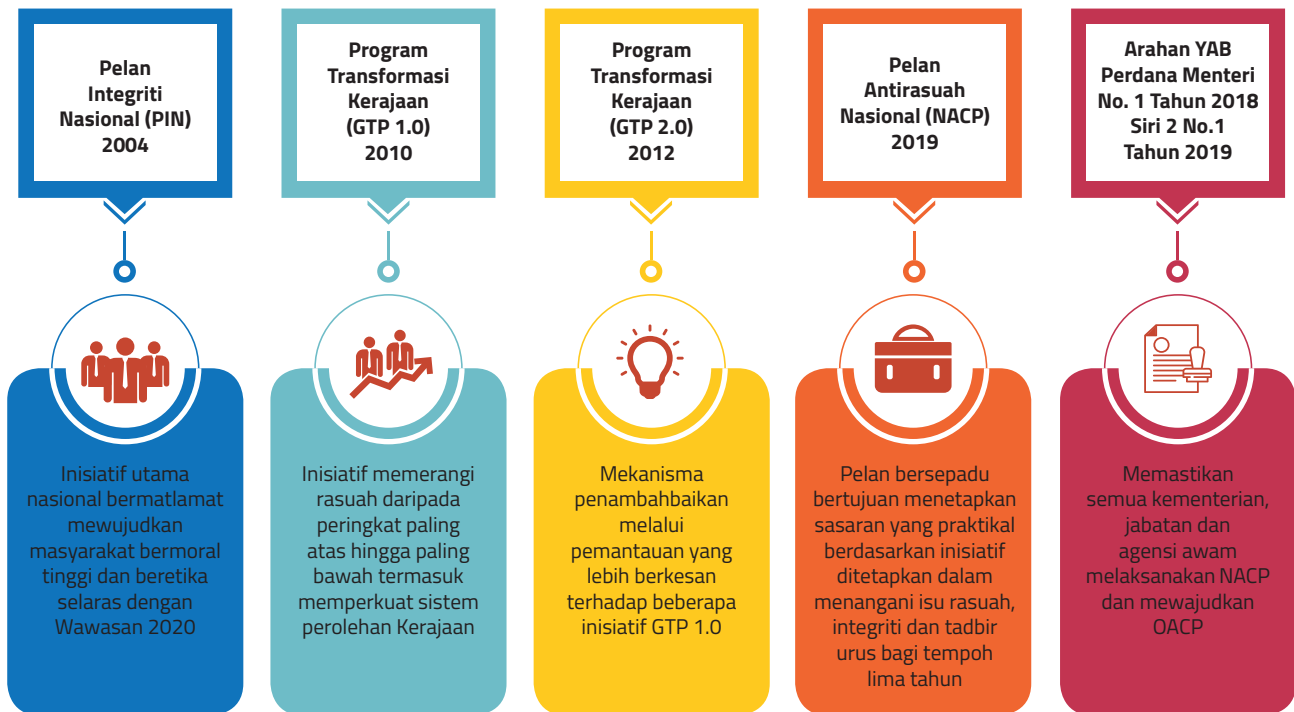 Pelan
Integriti
Nasional (PIN)
2004
Program
Transformasi
Kerajaan
(GTP 1.0)
2010
Program
Transformasi
Kerajaan
(GTP 2.0)
2012
Pelan
Antirasuah
Nasional (NACP)
2019
Arahan YAB
Perdana Menteri
No. 1 Tahun 2018
Siri 2 No.1
Tahun 2019
Inisiatif utama
nasional bermatlamat
mewujudkan
masyarakat bermoral
tinggi dan beretika
selaras dengan
Wawasan 2020
Inisiatif memerangi
rasuah daripada
peringkat paling
atas hingga paling
bawah termasuk
memperkuat sistem
perolehan Kerajaan
Mekanisma
penambahbaikan
melalui
pemantauan yang
lebih berkesan
terhadap beberapa
inisiatif GTP 1.0
Pelan bersepadu
bertujuan menetapkan
sasaran yang praktikal
berdasarkan inisiatif
ditetapkan dalam
menangani isu rasuah,
integriti dan tadbir
urus bagi tempoh
lima tahun
Memastikan
semua kementerian,
jabatan dan
agensi awam
melaksanakan NACP
dan mewajudkan
OACP